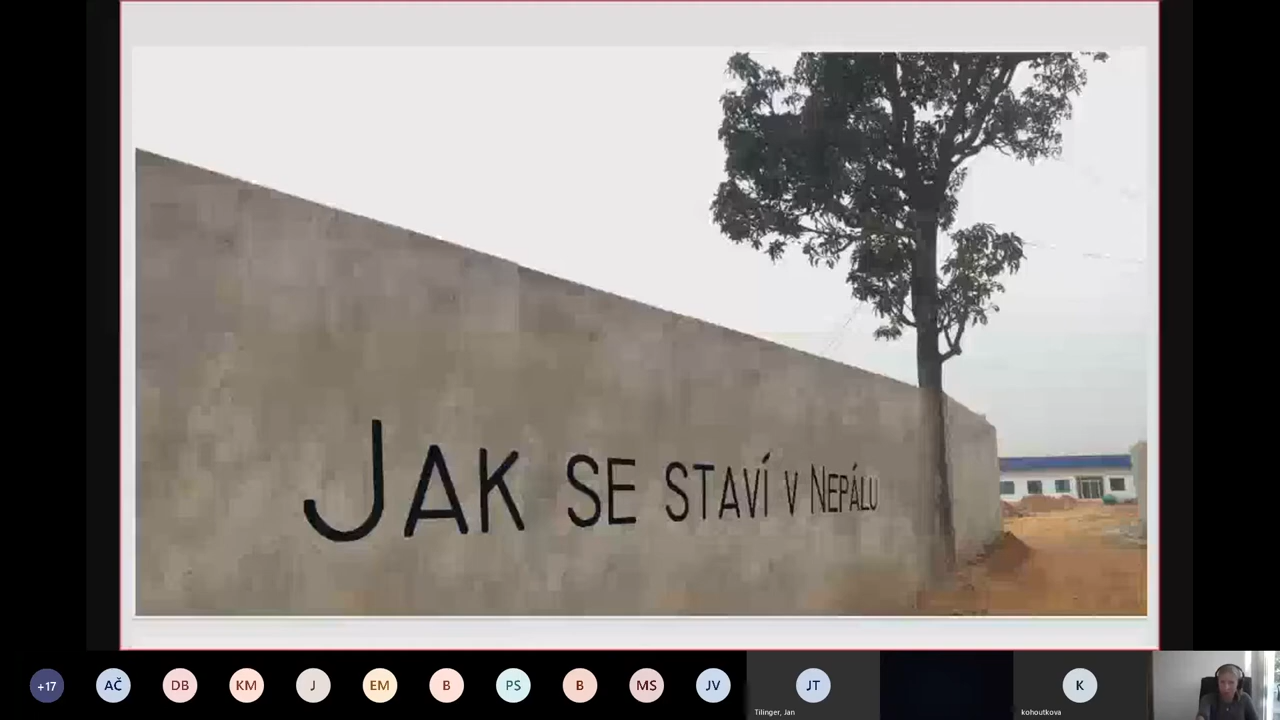 JAK SE STAVÍ V NEPÁLU
+17
AČ
DB
KM
J
EM
B
PS
B
MS
JV
JT
K
Tilinger, Jan
kohoutkova